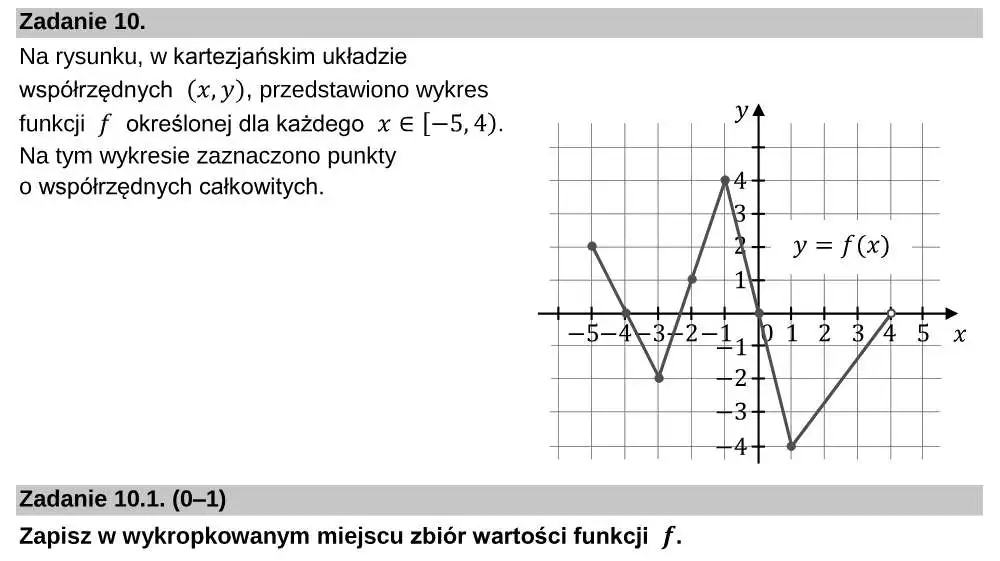 Zadanie 10.
Na rysunku, w kartezjańskim układzie
współrzędnych (x, y), przedstawiono wykres
funkcji f określonej dla każdego x ∈ [−5, 4).
Na tym wykresie zaznaczono punkty
o współrzędnych całkowitych.
y
4
3
2
y = f(x)
1
−5 −4 −3 −2 −1 0 1 2 3 4 5 x
−1
−2
−3
−4
Zadanie 10.1. (0–1)
Zapisz w wykropkowanym miejscu zbiór wartości funkcji f.